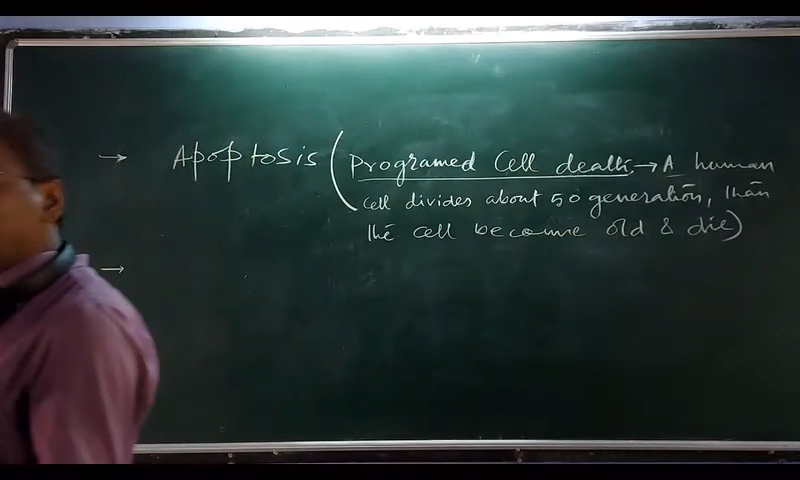 → Apoptosis (Programed Cell death → A human
cell divides about 50 generation, than
the cell become old & die)
→